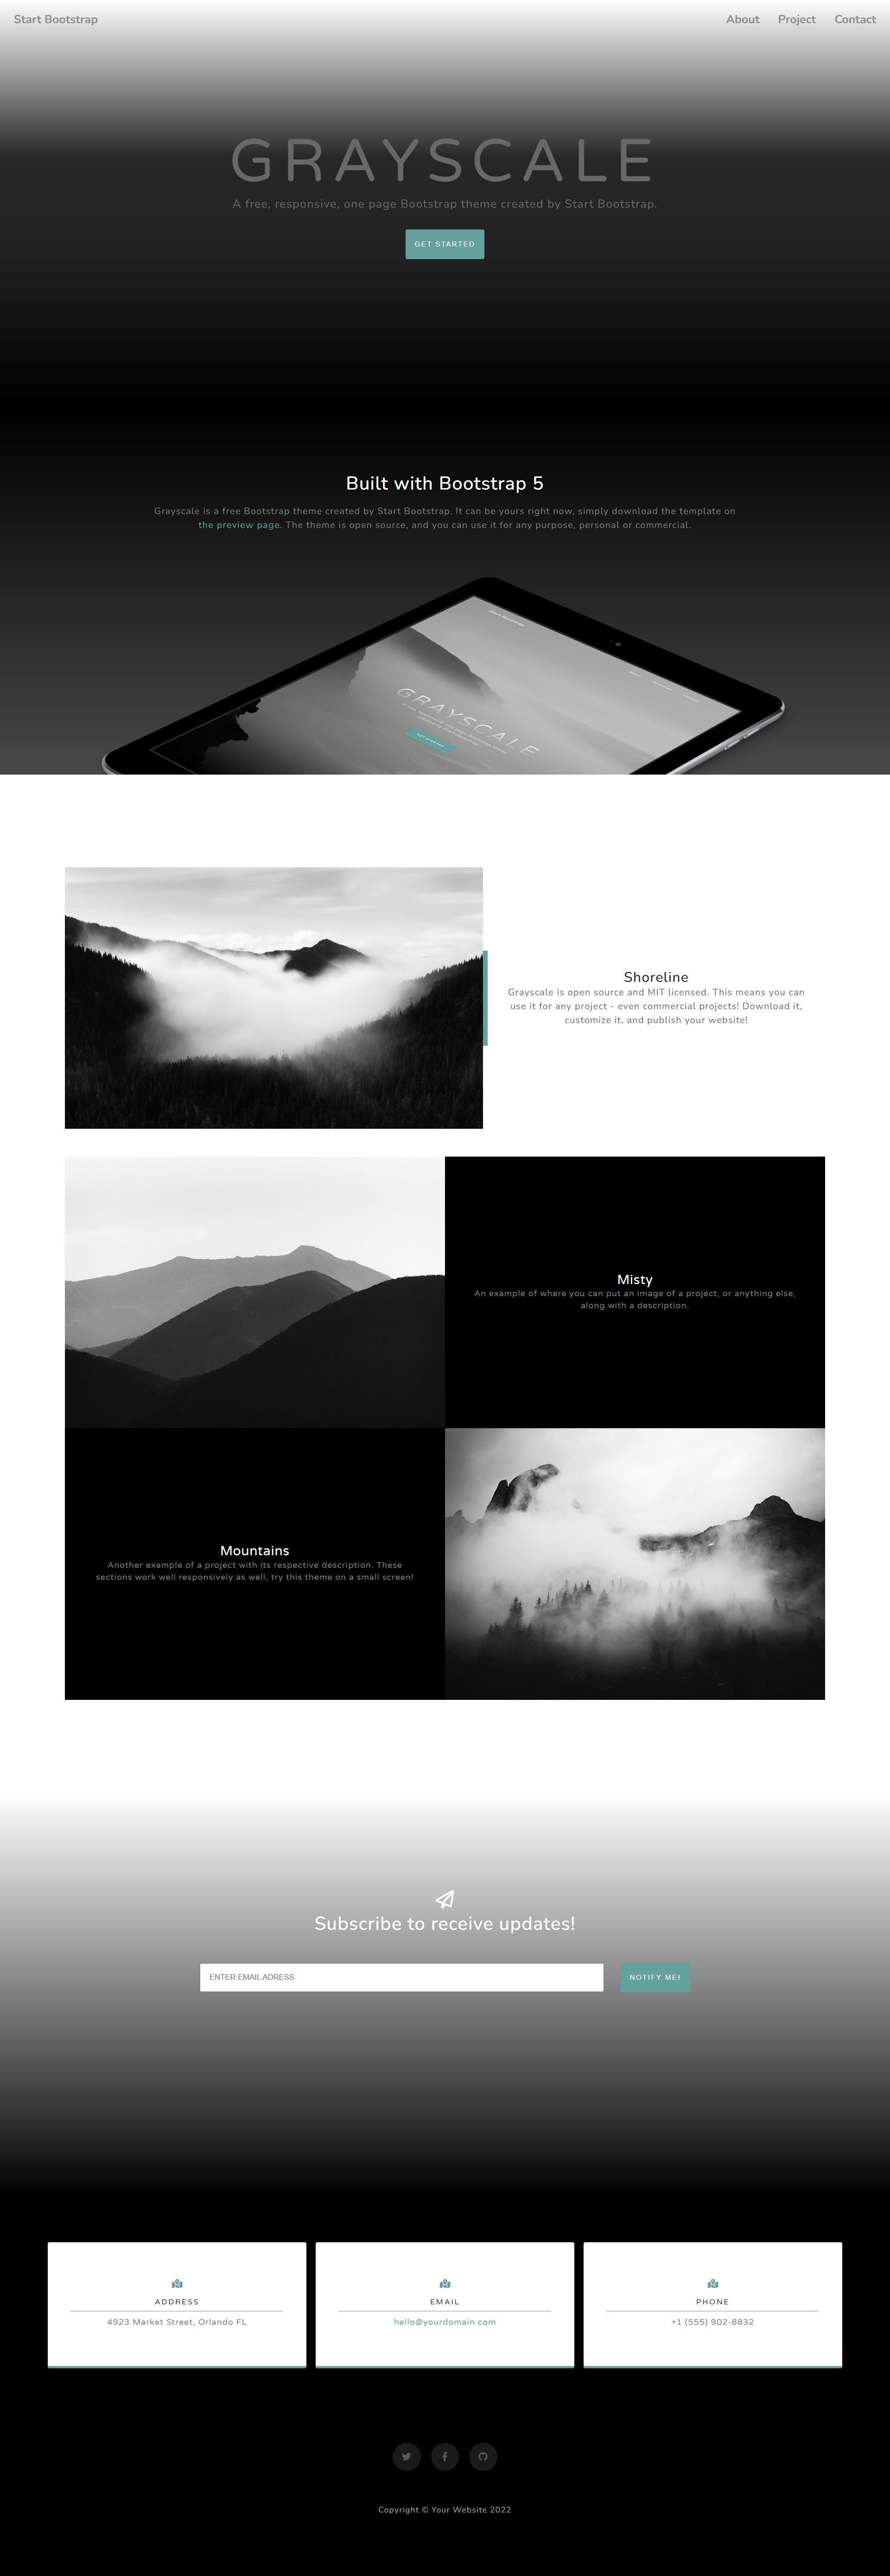 Start Bootstrap
About Project Contact
GRAYSCALE
A free, responsive, one page Bootstrap theme created by Start Bootstrap.
GET STARTED
Built with Bootstrap 5
Grayscale is a free Bootstrap theme created by Start Bootstrap. It can be yours right now, simply download the template on
the preview page. The theme is open source, and you can use it for any purpose, personal or commercial.
Start Bootstrap
GRAYSCALE
GET STARTED
Shoreline
Grayscale is open source and MIT licensed. This means you can
use it for any project - even commercial projects! Download it,
customize it, and publish your website!
Misty
An example of where you can put an image of a project, or anything else,
along with a description.
Mountains
Another example of a project with its respective description. These
sections work well responsively as well, try this theme on a small screen!
Subscribe to receive updates!
ENTER EMAIL ADRESS
NOTIFY ME!
ADDRESS
4923 Market Street, Orlando FL
EMAIL
hello@yourdomain.com
PHONE
+1 (555) 902-8832
Copyright © Your Website 2022